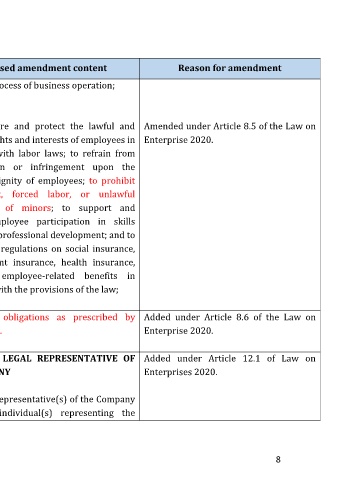 sed amendment content
Reason for amendment
ocess of business operation;
re and protect the lawful and
hts and interests of employees in
with labor laws; to refrain from
n or infringement upon the
ignity of employees; to prohibit
, forced labor, or unlawful
of minors; to support and
ployee participation in skills
professional development; and to
regulations on social insurance,
nt insurance, health insurance,
employee-related benefits in
with the provisions of the law;
Amended under Article 8.5 of the Law on
Enterprise 2020.
obligations as prescribed by
.
Added under Article 8.6 of the Law on
Enterprise 2020.
LEGAL REPRESENTATIVE OF
NY
epresentative(s) of the Company
individual(s) representing the
Added under Article 12.1 of Law on
Enterprises 2020.
8